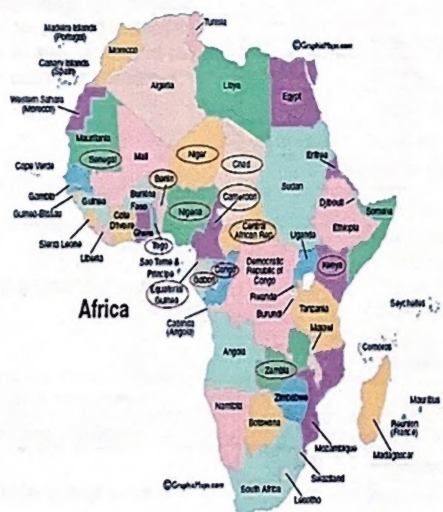 Madeira Islands
(Portugal)
Tunisia
©GraphicMaps.com
Morocco
Canary Islands
(Spain)
Algeria
Libya
Egypt
Western Sahara
(Morocco)
Mauritania
Cape Verde
Senegal
Mali
Niger
Chad
Eritrea
Sudan
Gambia
Guinea-Bissau
Guinea
Burkina
Faso
Benin
Nigeria
Cameroon
Djibouti
Somalia
Ethiopia
Sierra Leone
Liberia
Cote
D'Ivoire
Ghana
Togo
Central
African Rep.
Uganda
Kenya
Sao Tome &
Principe
Equatorial
Guinea
Gabon
Congo
Democratic
Republic of
Congo
Rwanda
Burundi
Africa
Cabinda
(Angola)
Tanzania
Seychelles
Malawi
Comoros
Angola
Zambia
Namibia
Zimbabwe
Botswana
Mauritius
Reunion
(France)
Madagascar
Mozambique
Swaziland
South Africa
Lesotho
©GraphicMaps.com